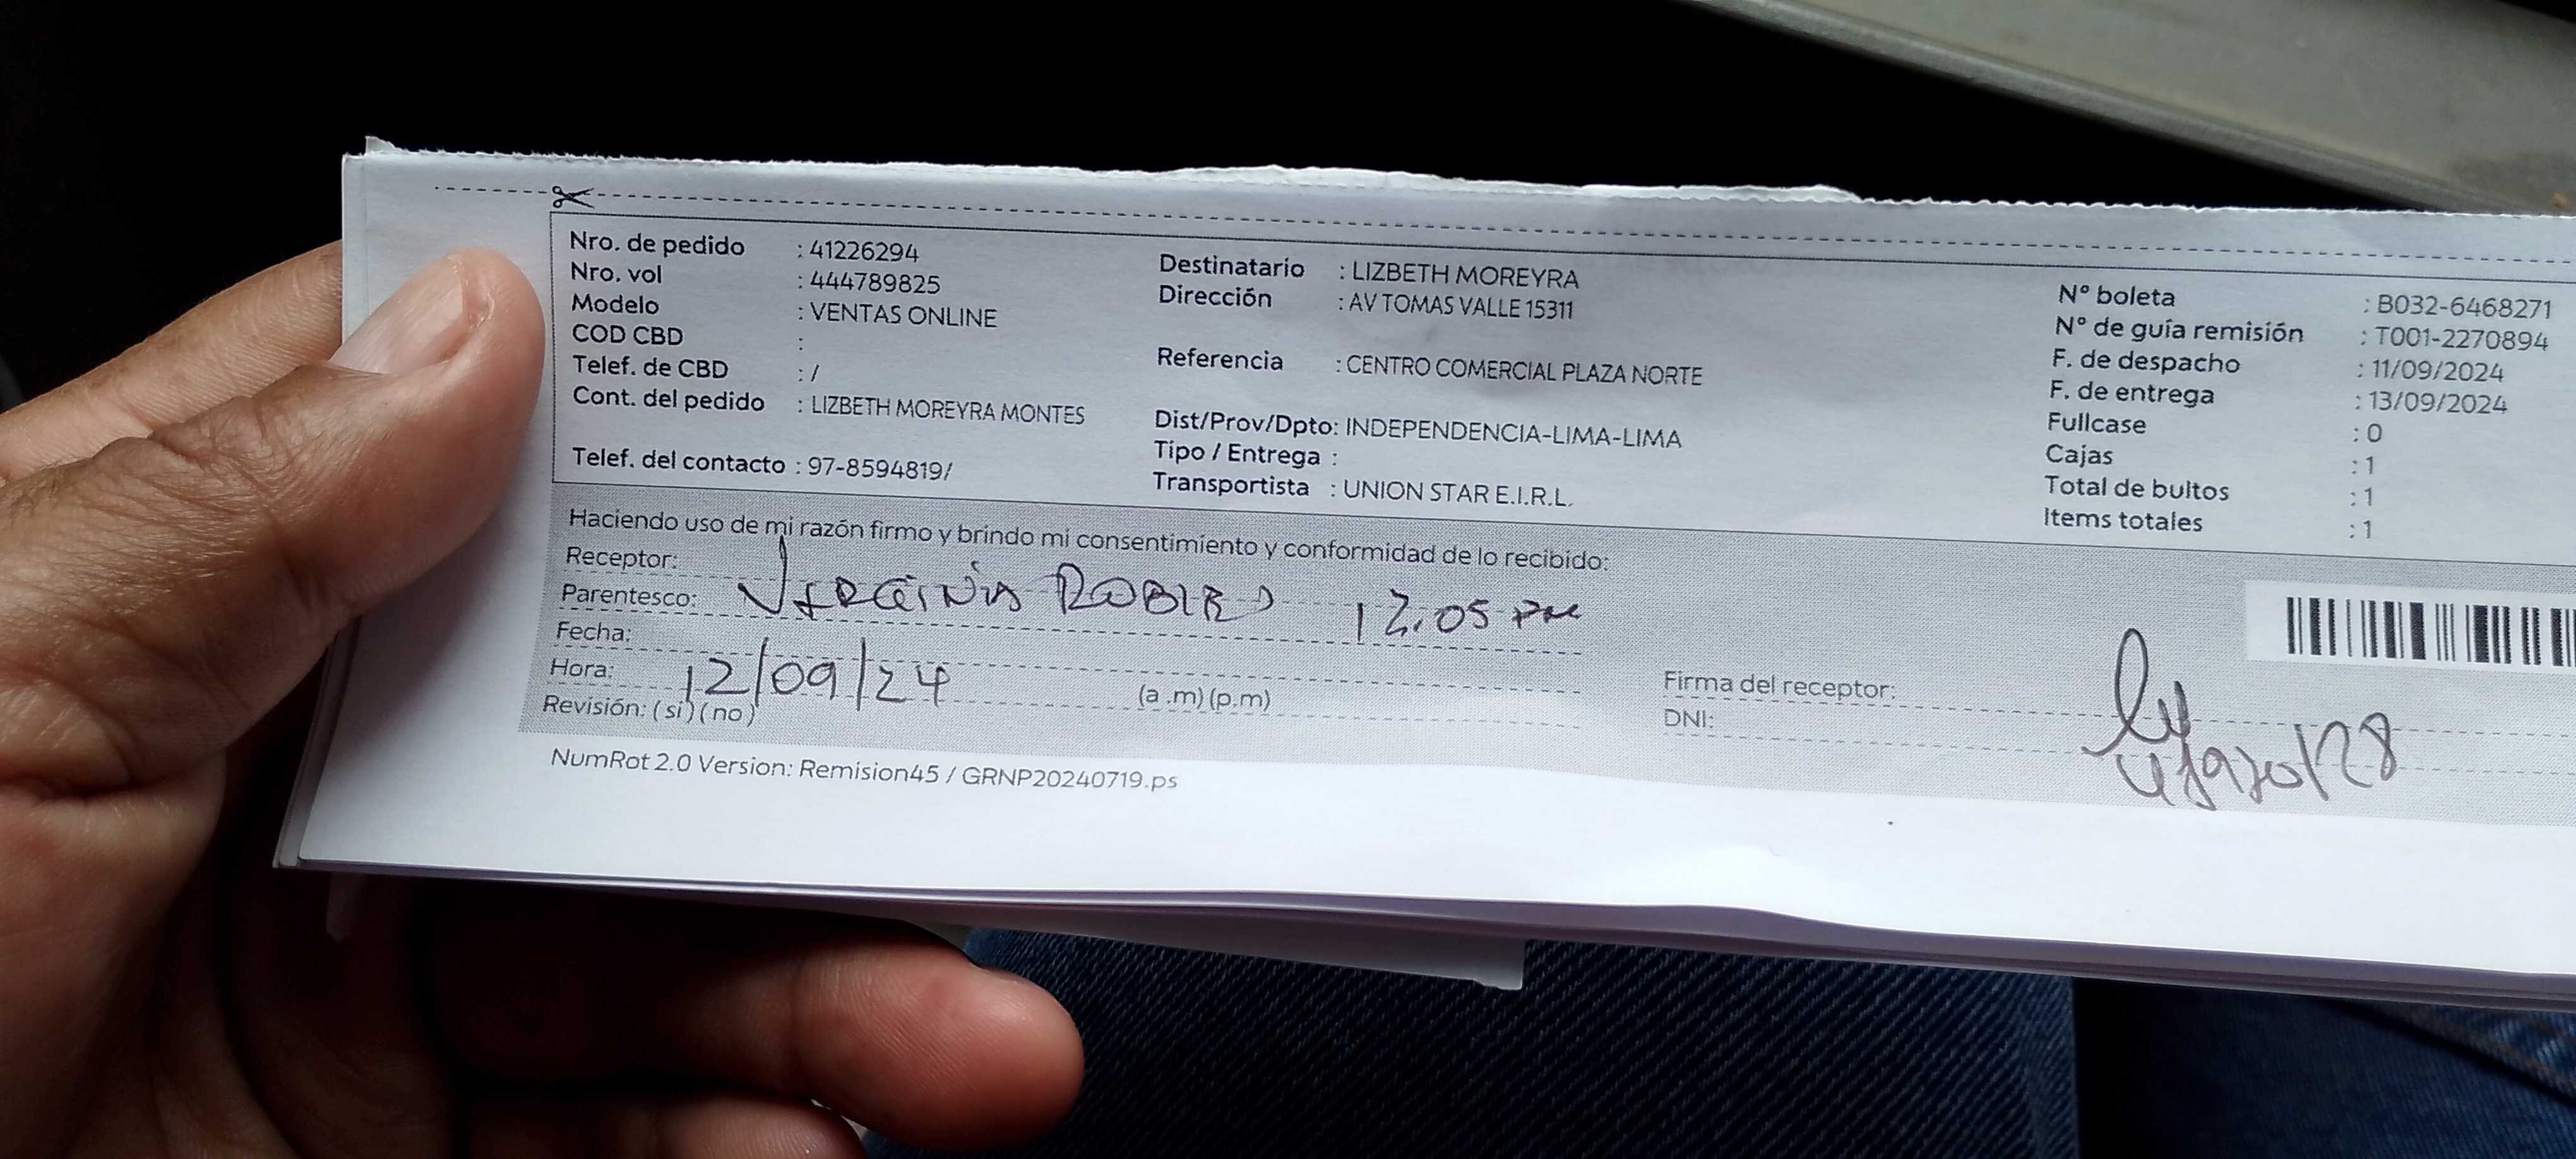 Nro. de pedido : 41226294
Nro. vol : 444789825
Modelo : VENTAS ONLINE
COD CBD :
Telef. de CBD : /
Cont. del pedido : LIZBETH MOREYRA MONTES
Telef. del contacto : 97-8594819/
Destinatario : LIZBETH MOREYRA
Dirección : AV TOMAS VALLE 15311
Referencia : CENTRO COMERCIAL PLAZA NORTE
Dist/Prov/Dpto: INDEPENDENCIA-LIMA-LIMA
Tipo / Entrega :
Transportista : UNION STAR E.I.R.L.
Nº boleta : B032-6468271
Nº de guía remisión : T001-2270894
F. de despacho : 11/09/2024
F. de entrega : 13/09/2024
Fullcase : 0
Cajas : 1
Total de bultos : 1
Items totales : 1
Haciendo uso de mi razón firmo y brindo mi consentimiento y conformidad de lo recibido:
Receptor:
Parentesco: 12:05 PM
Fecha:
Hora: 12/09/24 (a .m) (p.m)
Revisión: ( si ) ( no )
Firma del receptor:
DNI:
NumRot 2.0 Version: Remision45 / GRNP20240719.ps